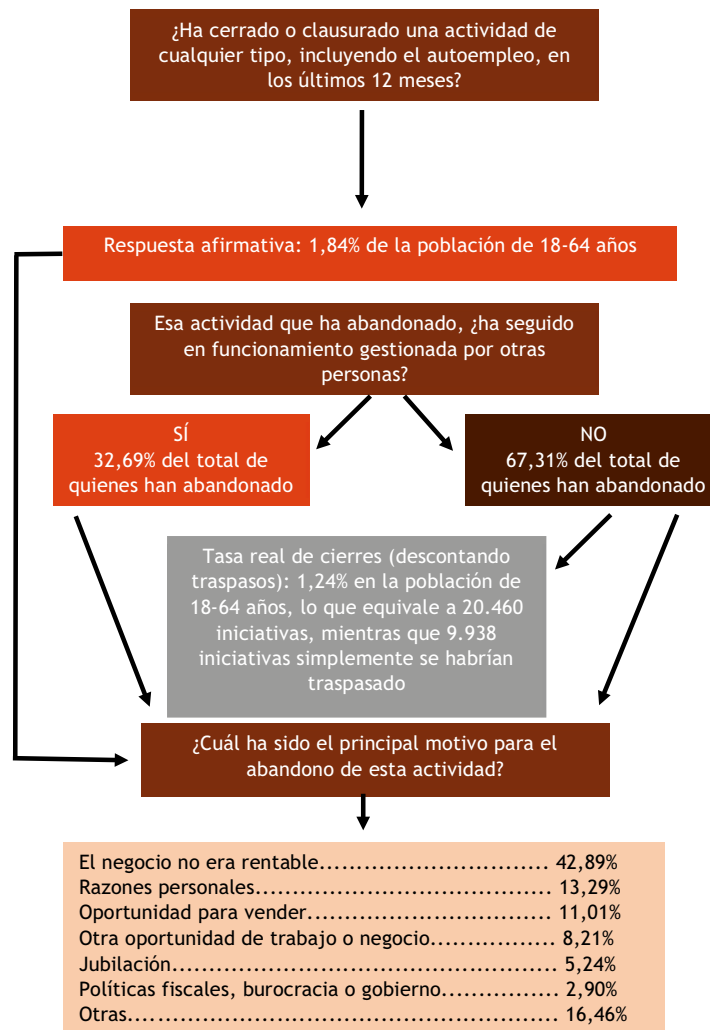 ¿Ha cerrado o clausurado una actividad de
cualquier tipo, incluyendo el autoempleo, en
los últimos 12 meses?
Respuesta afirmativa: 1,84% de la población de 18-64 años
Esa actividad que ha abandonado, ¿ha seguido
en funcionamiento gestionada por otras
personas?
SÍ
32,69% del total de
quienes han abandonado
NO
67,31% del total de
quienes han abandonado
Tasa real de cierres (descontando
traspasos): 1,24% en la población de
18-64 años, lo que equivale a 20.460
iniciativas, mientras que 9.938
iniciativas simplemente se habrían
traspasado
¿Cuál ha sido el principal motivo para el
abandono de esta actividad?
El negocio no era rentable................................. 42,89%
Razones personales........................................... 13,29%
Oportunidad para vender................................... 11,01%
Otra oportunidad de trabajo o negocio................. 8,21%
Jubilación....................................................... 5,24%
Políticas fiscales, burocracia o gobierno............... 2,90%
Otras............................................................. 16,46%